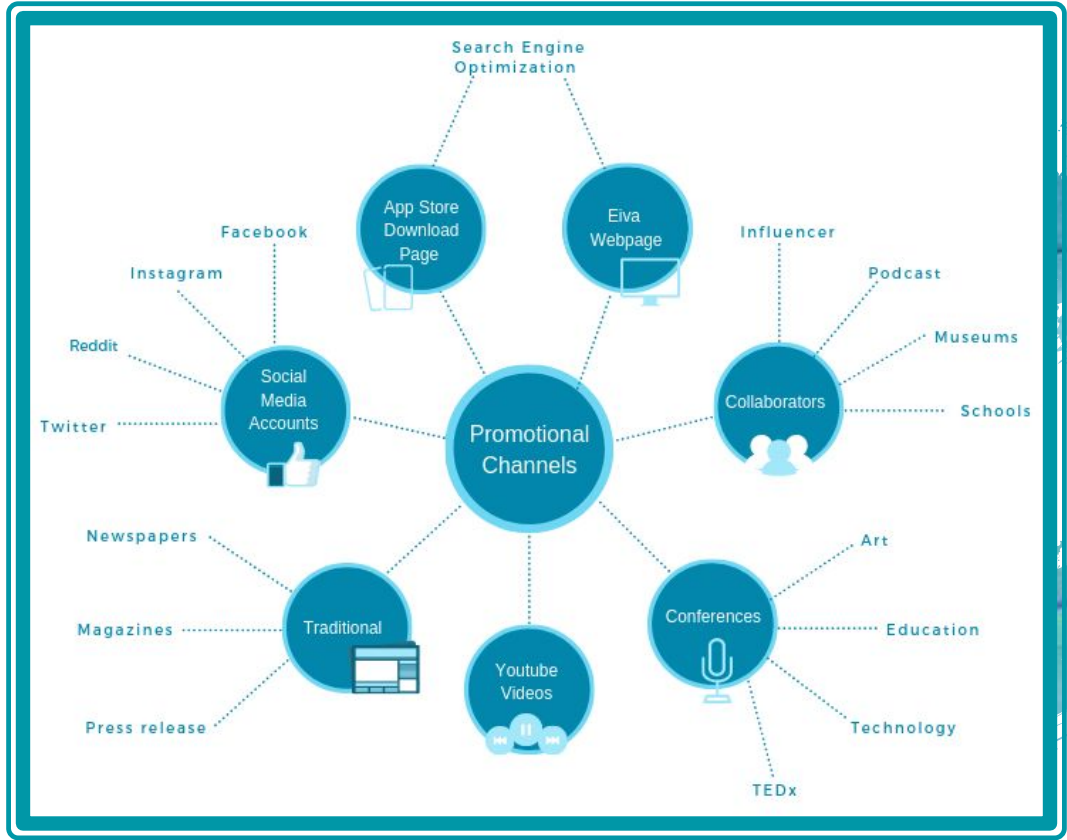 Search Engine
Optimization
App Store
Download
Page
Eiva
Webpage
Facebook
Instagram
Reddit
Twitter
Social
Media
Accounts
Influencer
Podcast
Museums
Schools
Collaborators
Promotional
Channels
Newspapers
Magazines
Press release
Traditional
Youtube
Videos
Conferences
Art
Education
Technology
TEDx